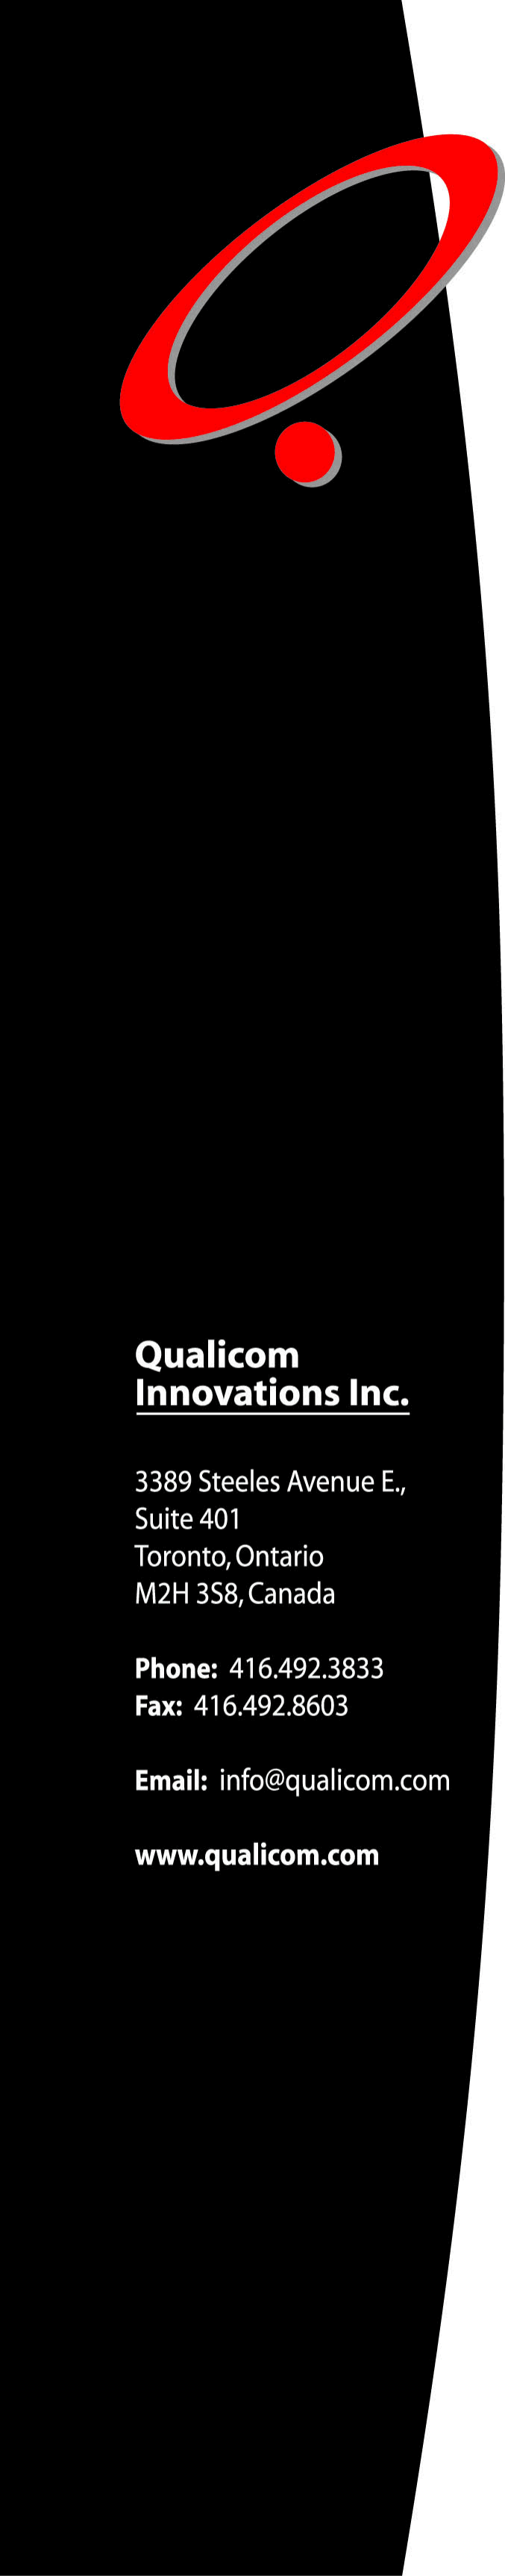 Qualicom
Innovations Inc.
3389 Steeles Avenue E.,
Suite 401
Toronto, Ontario
M2H 3S8, Canada
Phone: 416.492.3833
Fax: 416.492.8603
Email: info@qualicom.com
www.qualicom.com